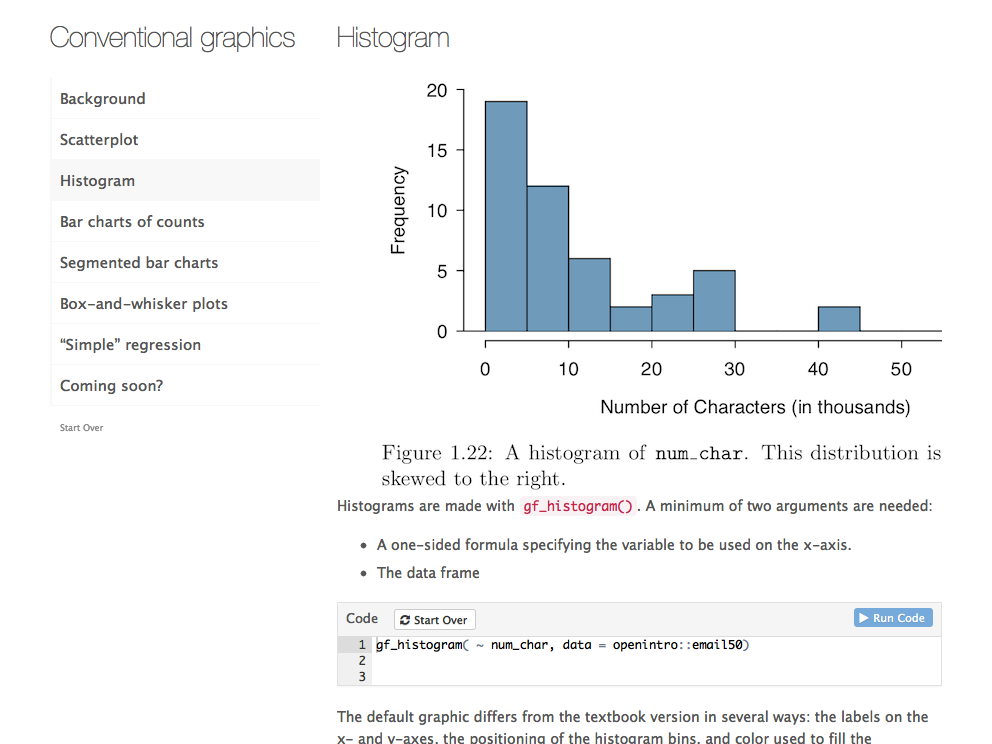 Conventional graphics
Background
Scatterplot
Histogram
Bar charts of counts
Segmented bar charts
Box-and-whisker plots
“Simple” regression
Coming soon?
Start Over
Histogram
20
15
10
5
0
Frequency
0 10 20 30 40 50
Number of Characters (in thousands)
Figure 1.22: A histogram of num_char. This distribution is
skewed to the right.
Histograms are made with gf_histogram(). A minimum of two arguments are needed:
• A one-sided formula specifying the variable to be used on the x-axis.
• The data frame
Code Start Over Run Code
1 gf_histogram( ~ num_char, data = openintro::email50)
2
3
The default graphic differs from the textbook version in several ways: the labels on the
x- and y-axes, the positioning of the histogram bins, and color used to fill the